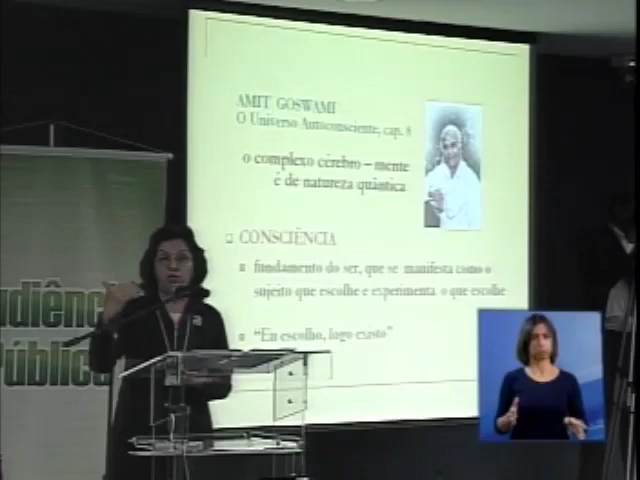 AMIT GOSWAMI
O Universo Autoconsciente, cap. 8
o complexo cérebro – mente
é de natureza quântica
CONSCIÊNCIA
fundamento do ser, que se manifesta como o
sujeito que escolhe e experimenta o que escolhe
"Eu escolho, logo existo"
udiênc
Pública